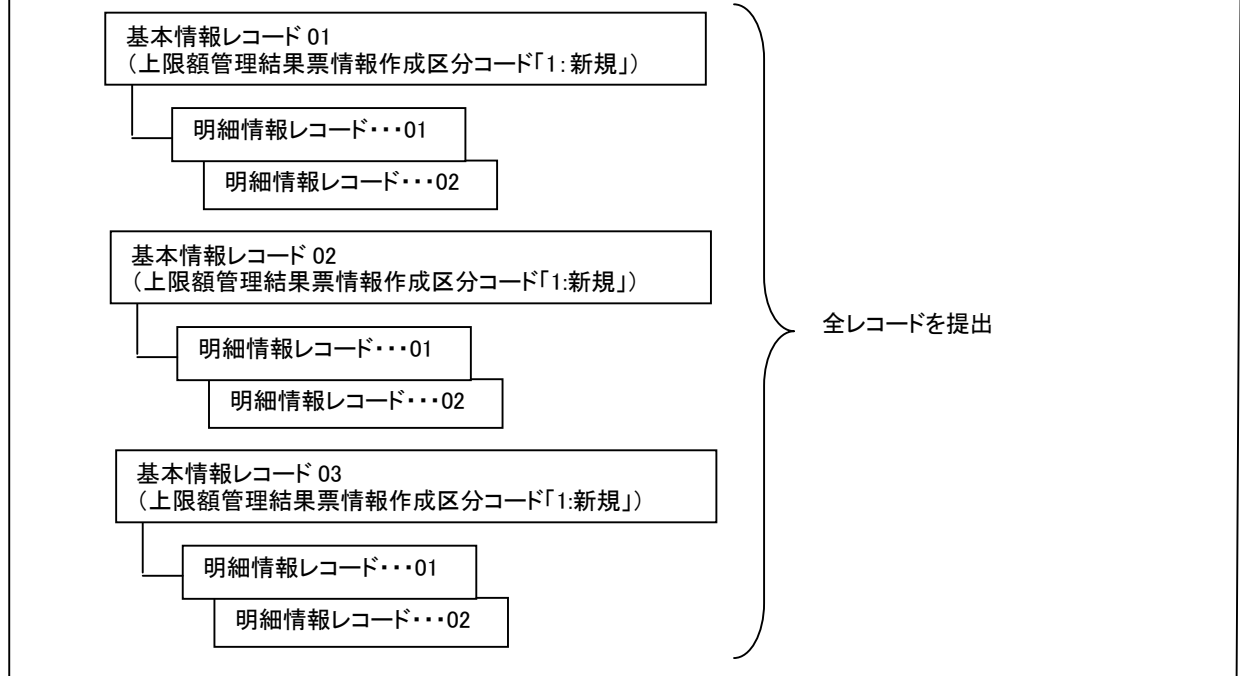 基本情報レコード 01
（上限額管理結果票情報作成区分コード「1：新規」）
明細情報レコード・・・01
明細情報レコード・・・02
基本情報レコード 02
（上限額管理結果票情報作成区分コード「1:新規」）
明細情報レコード・・・01
全レコードを提出
明細情報レコード・・・02
基本情報レコード 03
（上限額管理結果票情報作成区分コード「1:新規」）
明細情報レコード・・・01
明細情報レコード・・・02